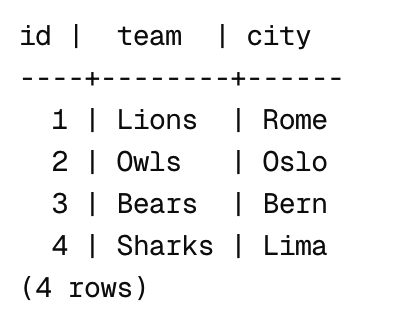 id |  team  | city
----+--------+------
  1 | Lions  | Rome
  2 | Owls   | Oslo
  3 | Bears  | Bern
  4 | Sharks | Lima
(4 rows)